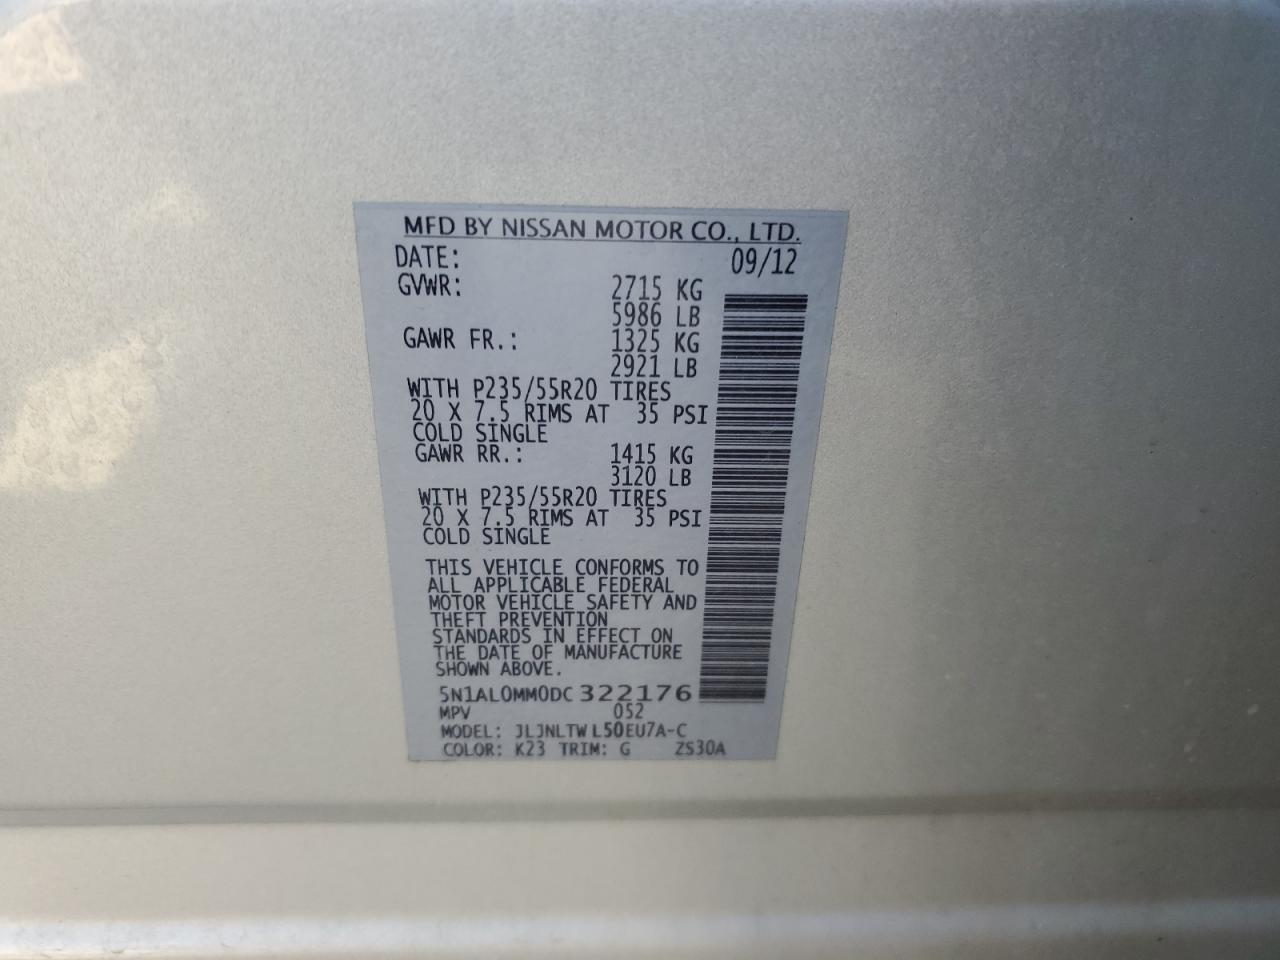 MFD BY NISSAN MOTOR CO., LTD.
DATE: 09/12
GVWR: 2715 KG
5986 LB
GAWR FR.: 1325 KG
2921 LB
WITH P235/55R20 TIRES
20 X 7.5 RIMS AT 35 PSI
COLD SINGLE
GAWR RR.: 1415 KG
3120 LB
WITH P235/55R20 TIRES
20 X 7.5 RIMS AT 35 PSI
COLD SINGLE
THIS VEHICLE CONFORMS TO
ALL APPLICABLE FEDERAL
MOTOR VEHICLE SAFETY AND
THEFT PREVENTION
STANDARDS IN EFFECT ON
THE DATE OF MANUFACTURE
SHOWN ABOVE.
5N1AL0MM0DC322176
MPV 052
MODEL: JLJNLTWL50EU7A-C
COLOR: K23 TRIM: G ZS30A